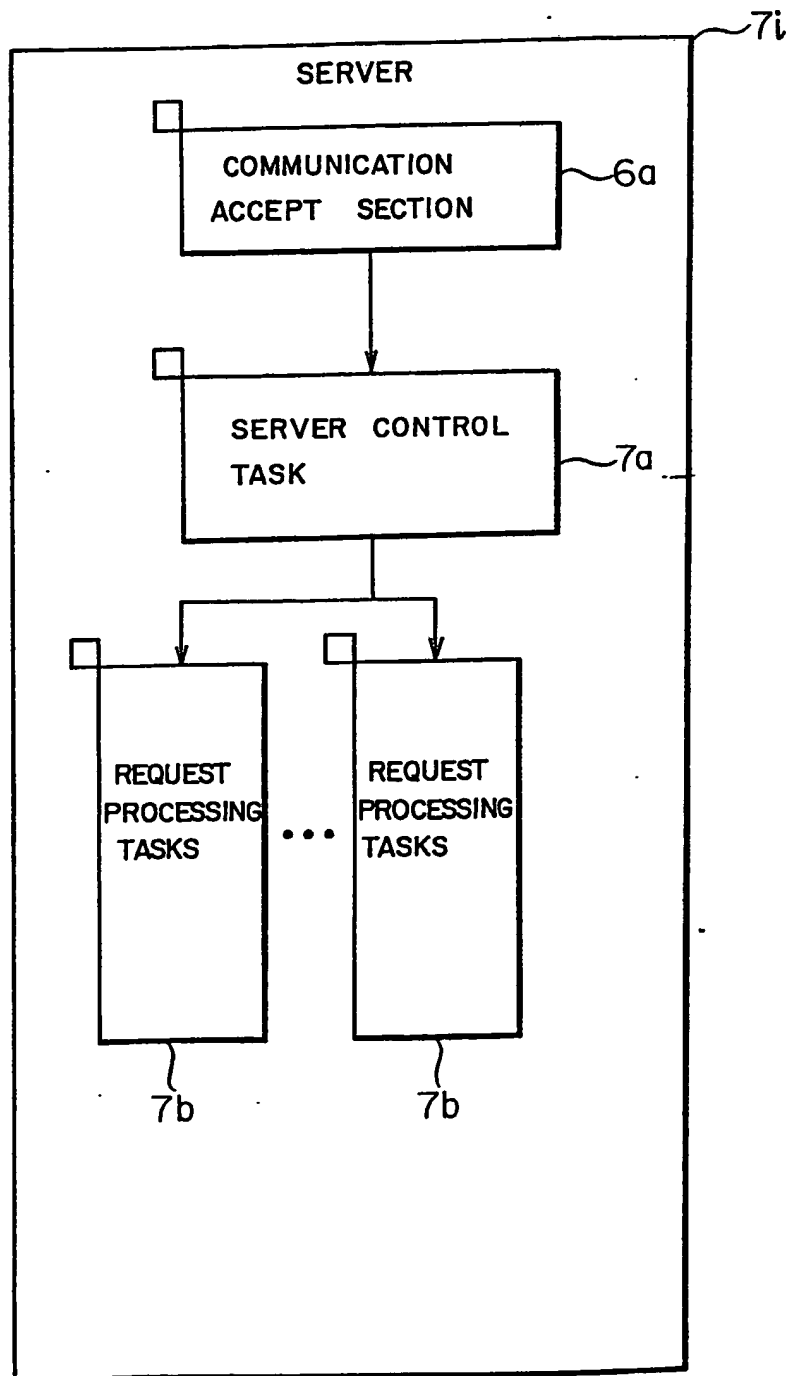 7i
SERVER
COMMUNICATION
ACCEPT SECTION
6a
SERVER CONTROL
TASK
7a
REQUEST
PROCESSING
TASKS
•••
REQUEST
PROCESSING
TASKS
7b
7b